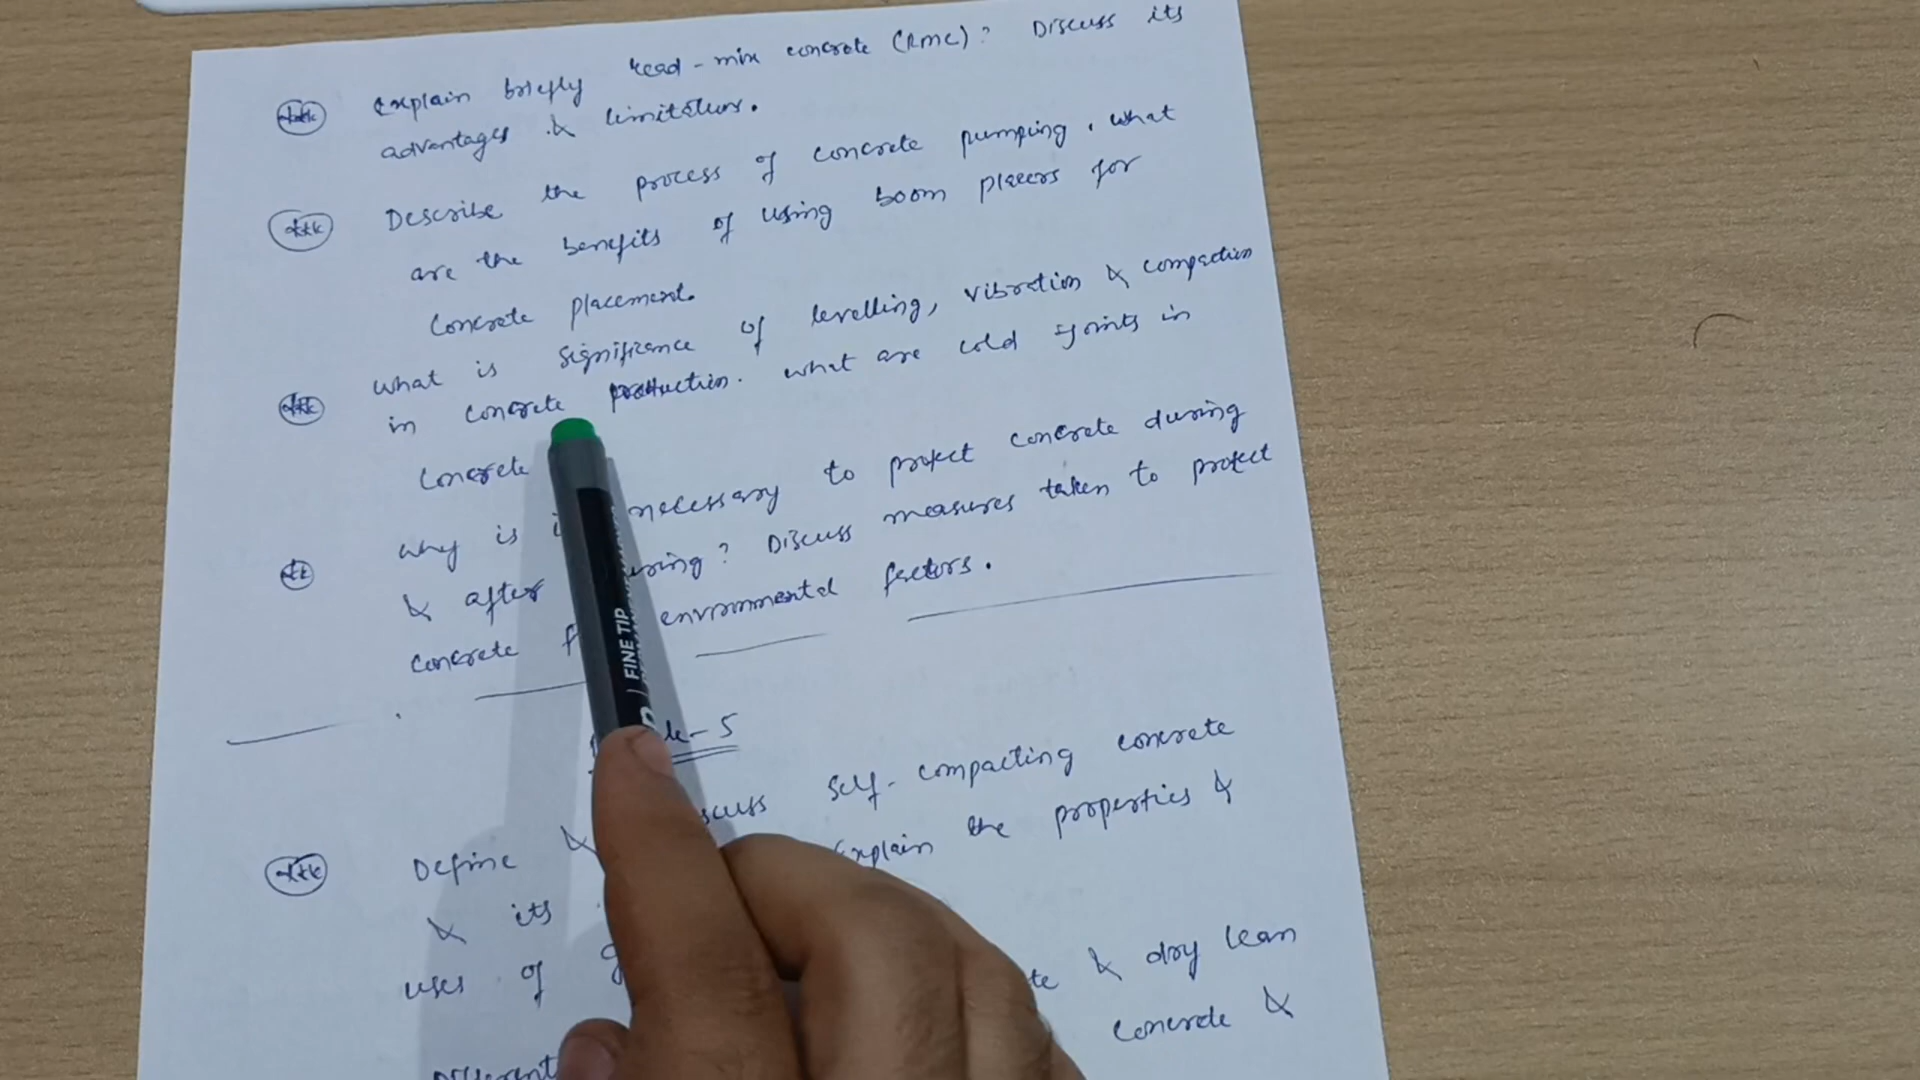 *** Explain briefly read-mix concrete (RMC)? Discuss its
advantages & limitations.
*** Describe the process of concrete pumping. what
are the benefits of using boom placers for
concrete placement.
*** what is significance of levelling, vibration & compaction
in concrete production. what are cold joints in
concrete
** why is necessary to protect concrete during
& after ? Discuss measures taken to protect
concrete environmental factors.
FINE TIP
- 5
*** Define & self-compacting concrete
& its Explain the properties &
uses of & dry lean
concrete &